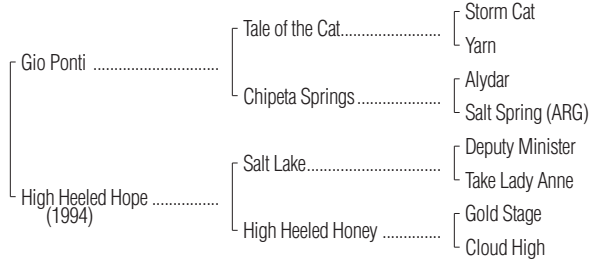 Storm Cat
Tale of the Cat......................
Yarn
Gio Ponti ............................
Alydar
Chipeta Springs ..................
Salt Spring (ARG)
Deputy Minister
Salt Lake.............................
Take Lady Anne
High Heeled Hope ...............
(1994)
Gold Stage
High Heeled Honey .............
Cloud High